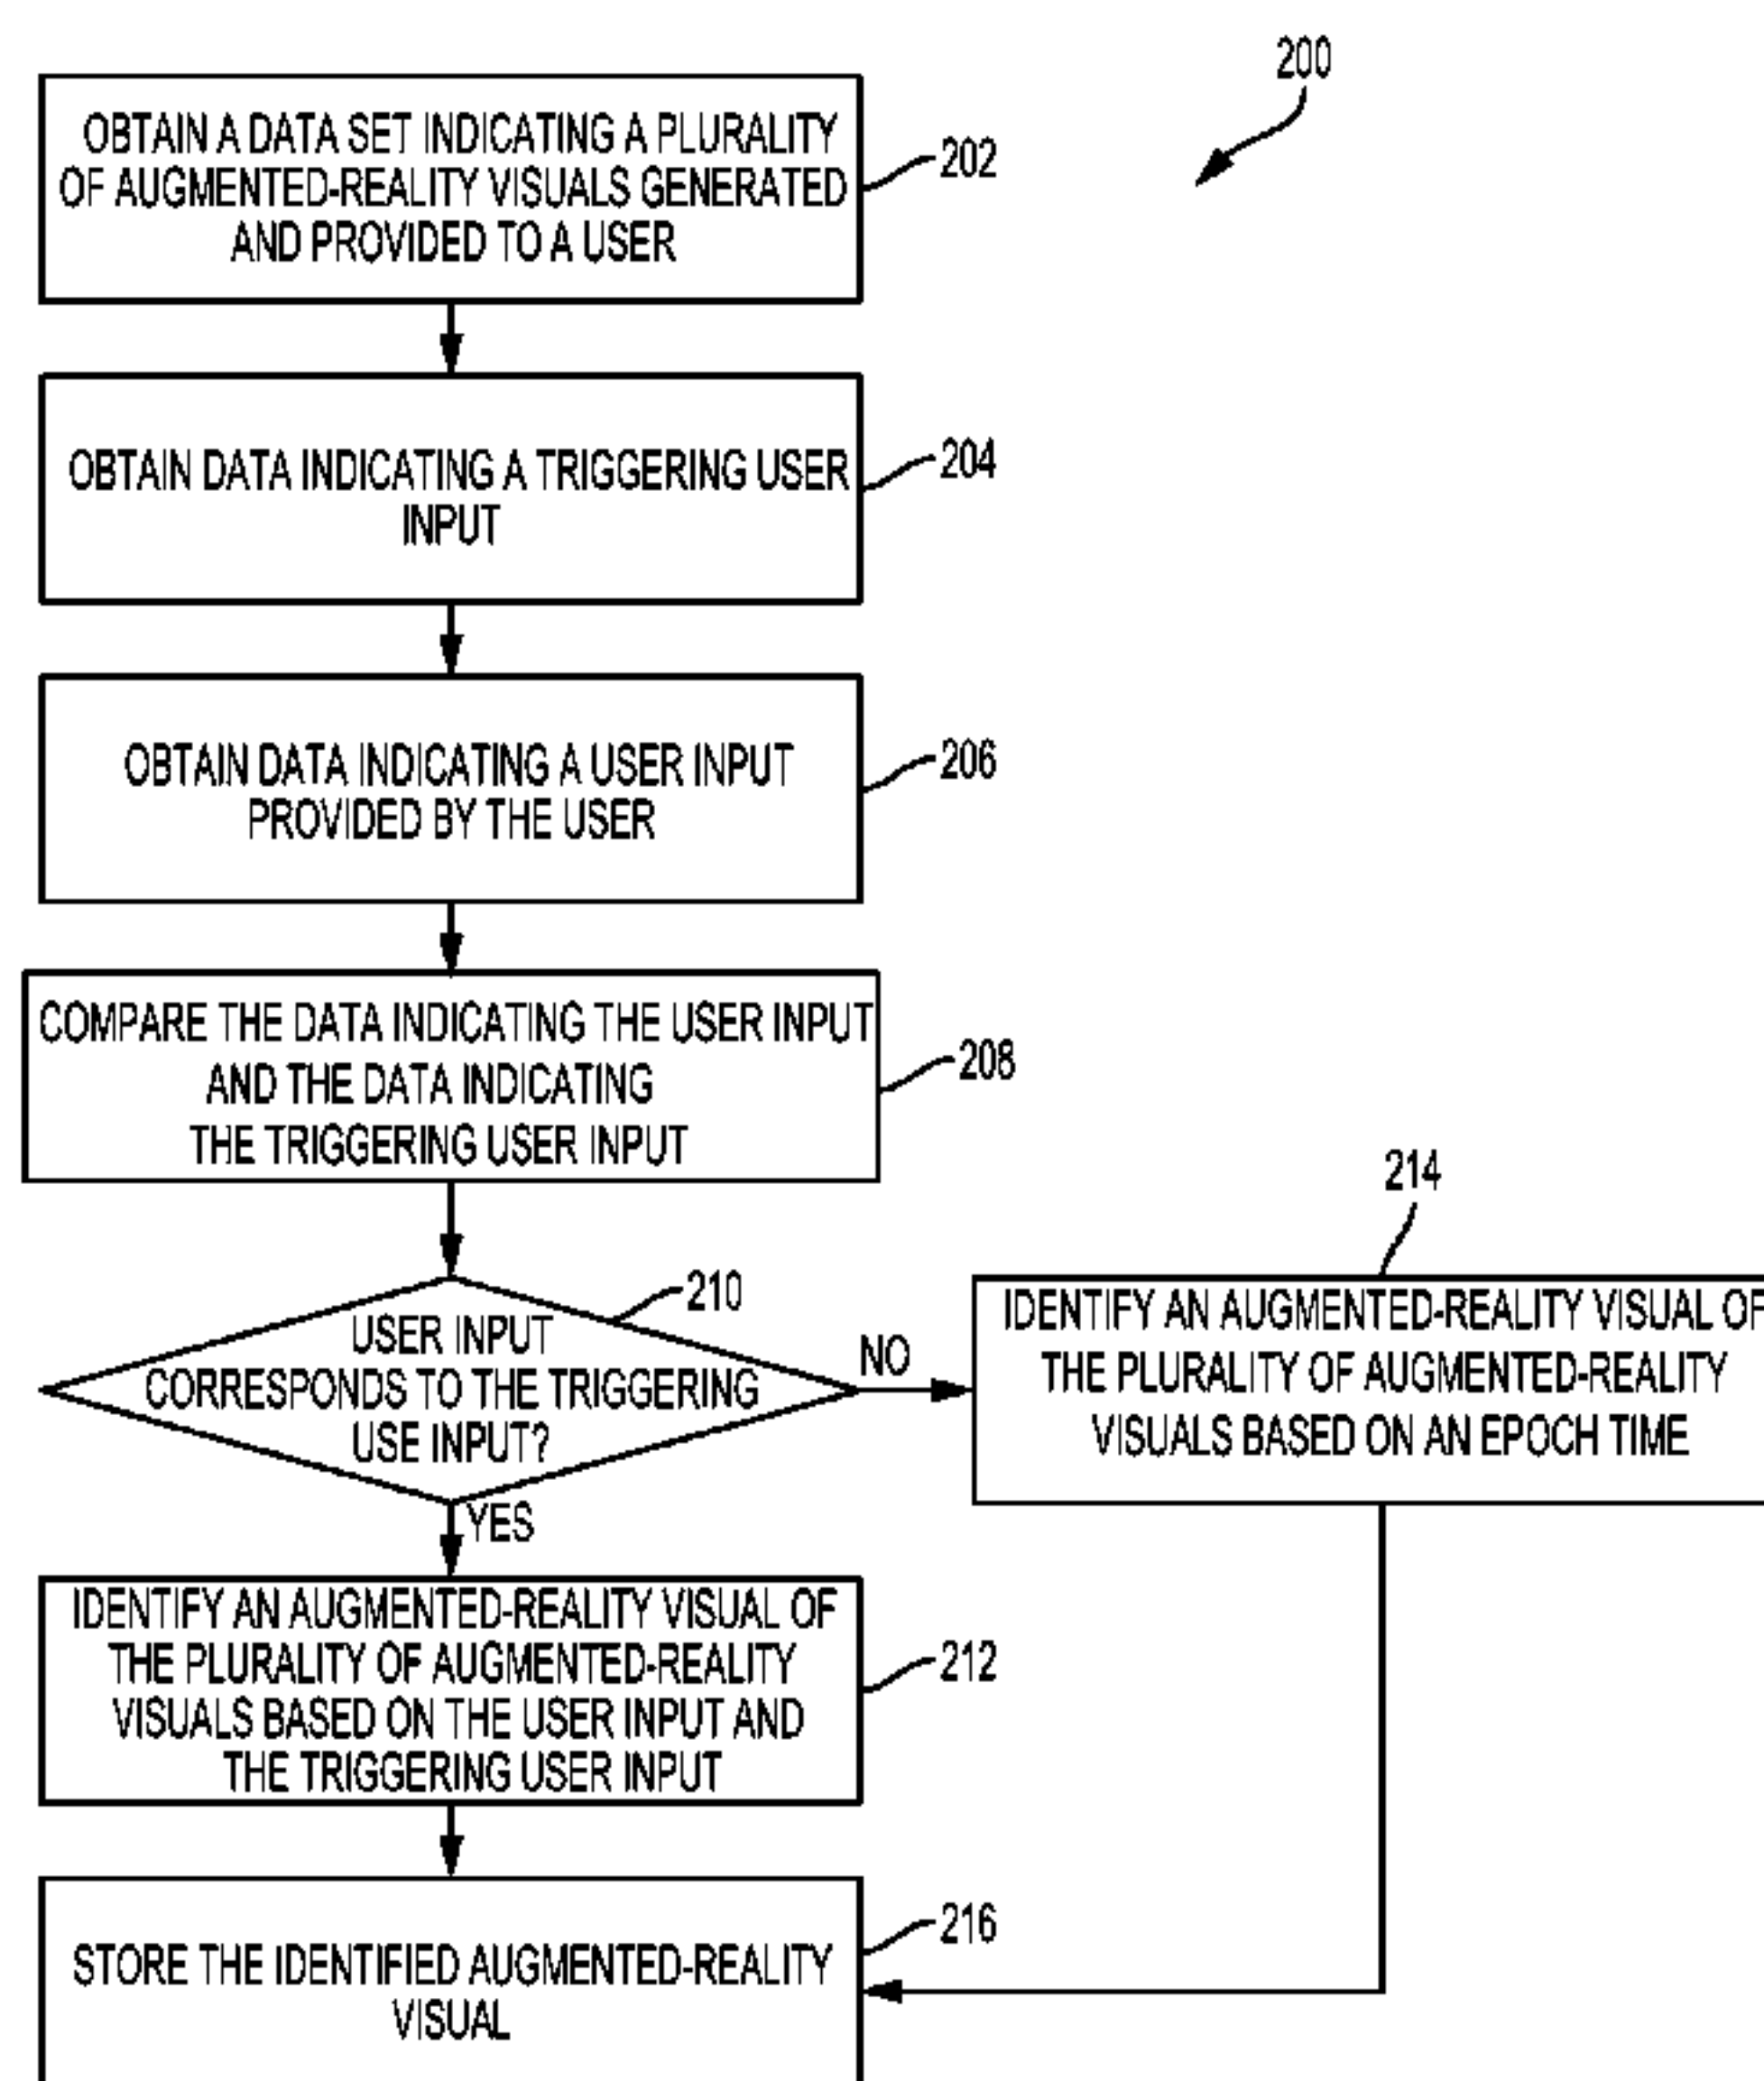 200
OBTAIN A DATA SET INDICATING A PLURALITY
OF AUGMENTED-REALITY VISUALS GENERATED
AND PROVIDED TO A USER
202
OBTAIN DATA INDICATING A TRIGGERING USER
INPUT
204
OBTAIN DATA INDICATING A USER INPUT
PROVIDED BY THE USER
206
COMPARE THE DATA INDICATING THE USER INPUT
AND THE DATA INDICATING
THE TRIGGERING USER INPUT
208
USER INPUT
CORRESPONDS TO THE TRIGGERING
USE INPUT?
210
NO
214
IDENTIFY AN AUGMENTED-REALITY VISUAL OF
THE PLURALITY OF AUGMENTED-REALITY
VISUALS BASED ON AN EPOCH TIME
YES
IDENTIFY AN AUGMENTED-REALITY VISUAL OF
THE PLURALITY OF AUGMENTED-REALITY
VISUALS BASED ON THE USER INPUT AND
THE TRIGGERING USER INPUT
212
STORE THE IDENTIFIED AUGMENTED-REALITY
VISUAL
216